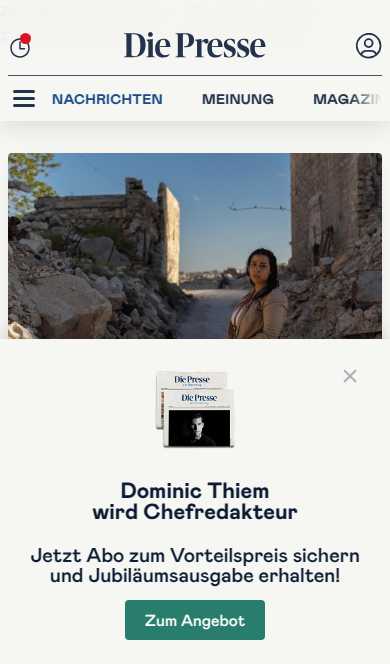 Die Presse
NACHRICHTEN
MEINUNG
MAGAZIN
Die Presse
Die Presse
Dominic Thiem
wird Chefredakteur
Jetzt Abo zum Vorteilspreis sichern
und Jubiläumsausgabe erhalten!
Zum Angebot